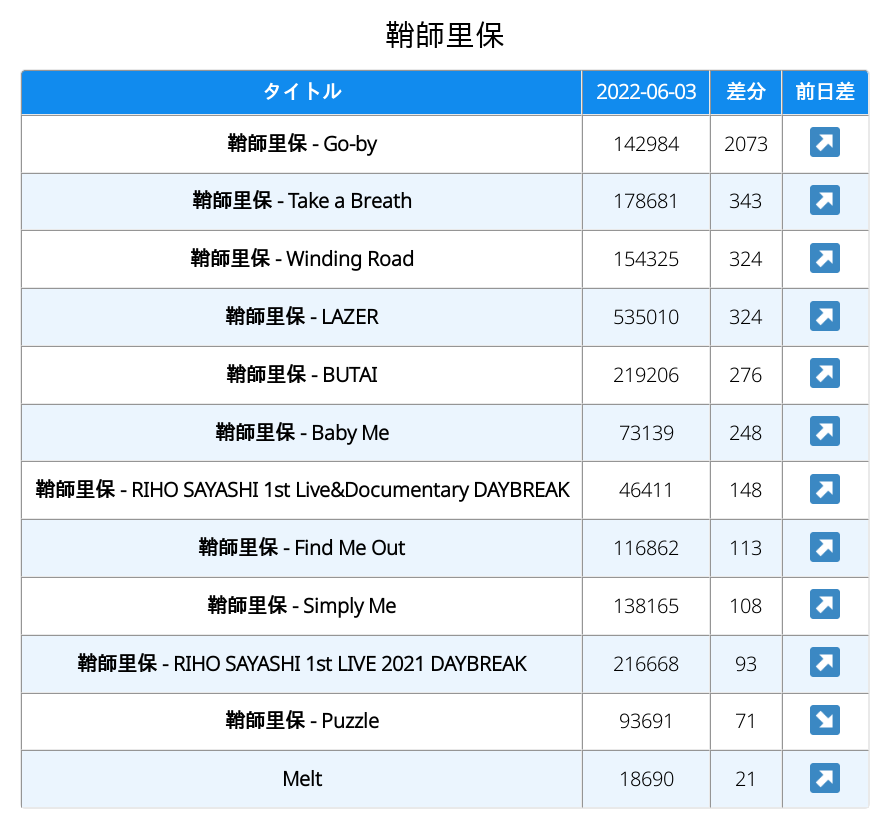 鞘師里保
タイトル 2022-06-03 差分 前日差
鞘師里保 - Go-by 142984 2073 ↗
鞘師里保 - Take a Breath 178681 343 ↗
鞘師里保 - Winding Road 154325 324 ↗
鞘師里保 - LAZER 535010 324 ↗
鞘師里保 - BUTAI 219206 276 ↗
鞘師里保 - Baby Me 73139 248 ↗
鞘師里保 - RIHO SAYASHI 1st Live&Documentary DAYBREAK 46411 148 ↗
鞘師里保 - Find Me Out 116862 113 ↗
鞘師里保 - Simply Me 138165 108 ↗
鞘師里保 - RIHO SAYASHI 1st LIVE 2021 DAYBREAK 216668 93 ↗
鞘師里保 - Puzzle 93691 71 ↘
Melt 18690 21 ↗